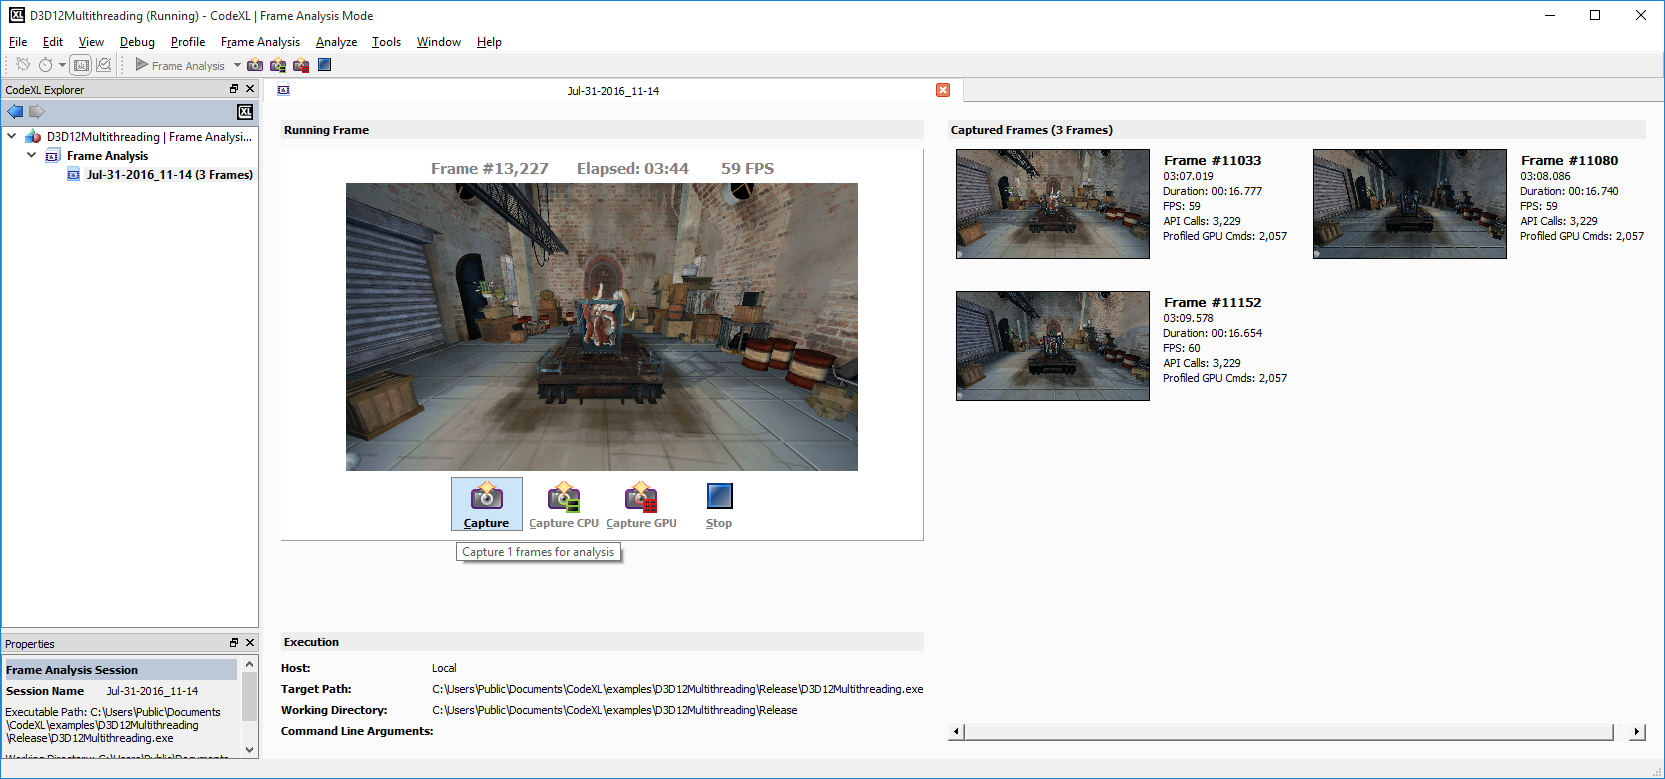 D3D12Multithreading (Running) - CodeXL | Frame Analysis Mode
File Edit View Debug Profile Frame Analysis Analyze Tools Window Help
Frame Analysis
CodeXL Explorer
XL
D3D12Multithreading | Frame Analysi...
Frame Analysis
Jul-31-2016_11-14 (3 Frames)
Properties
Frame Analysis Session
Session Name Jul-31-2016_11-14
Executable Path: C:\Users\Public\Documents
\CodeXL\examples\D3D12Multithreading
\Release\D3D12Multithreading.exe
Working Directory: C:\Users\Public\Documents
Jul-31-2016_11-14
Running Frame
Frame #13,227 Elapsed: 03:44 59 FPS
Capture Capture CPU Capture GPU Stop
Capture 1 frames for analysis
Execution
Host: Local
Target Path: C:\Users\Public\Documents\CodeXL\examples\D3D12Multithreading\Release\D3D12Multithreading.exe
Working Directory: C:\Users\Public\Documents\CodeXL\examples\D3D12Multithreading\Release
Command Line Arguments:
Captured Frames (3 Frames)
Frame #11033
03:07.019
Duration: 00:16.777
FPS: 59
API Calls: 3,229
Profiled GPU Cmds: 2,057
Frame #11080
03:08.086
Duration: 00:16.740
FPS: 59
API Calls: 3,229
Profiled GPU Cmds: 2,057
Frame #11152
03:09.578
Duration: 00:16.654
FPS: 60
API Calls: 3,229
Profiled GPU Cmds: 2,057